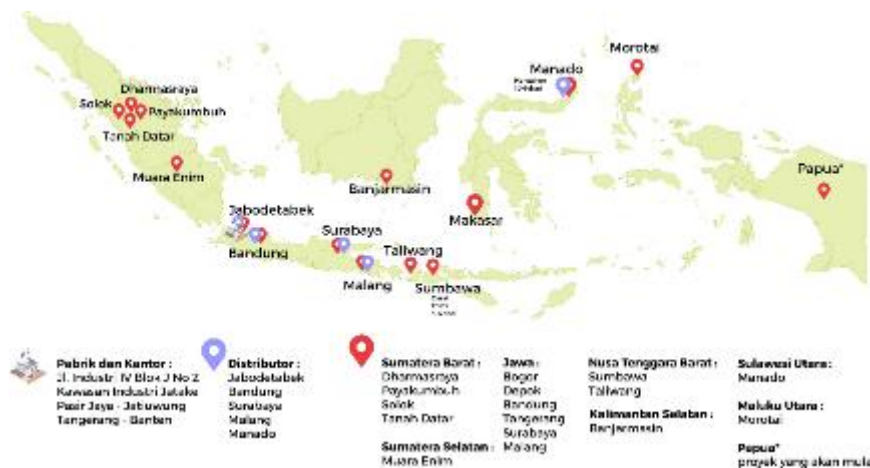 Morotai
Manado
Dharmasraya
Solok
Payakumbuh
Tanah Datar
Muara Enim
Papua*
Banjarmasin
Makasar
Jabodetabek
Surabaya
Taliwang
Bandung
Malang
Sumbawa
Pabrik dan Kantor :
Jl. Industri IV Blok J No 2
Kawasan Industri Jatake
Pasir Jaya - Jatiuwung
Tangerang - Banten
Distributor :
Jabodetabek
Bandung
Surabaya
Malang
Manado
Sumatera Barat :
Dharmasraya
Payakumbuh
Solok
Tanah Datar
Sumatera Selatan :
Muara Enim
Jawa :
Bogor
Depok
Bandung
Tangerang
Surabaya
Malang
Nusa Tenggara Barat :
Sumbawa
Taliwang
Kalimantan Selatan :
Banjarmasin
Sulawesi Utara :
Manado
Maluku Utara :
Morotai
Papua*
proyek yang akan mula